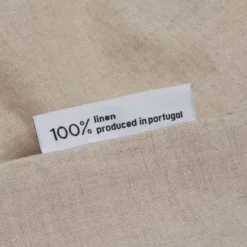 100% linen
produced in portugal